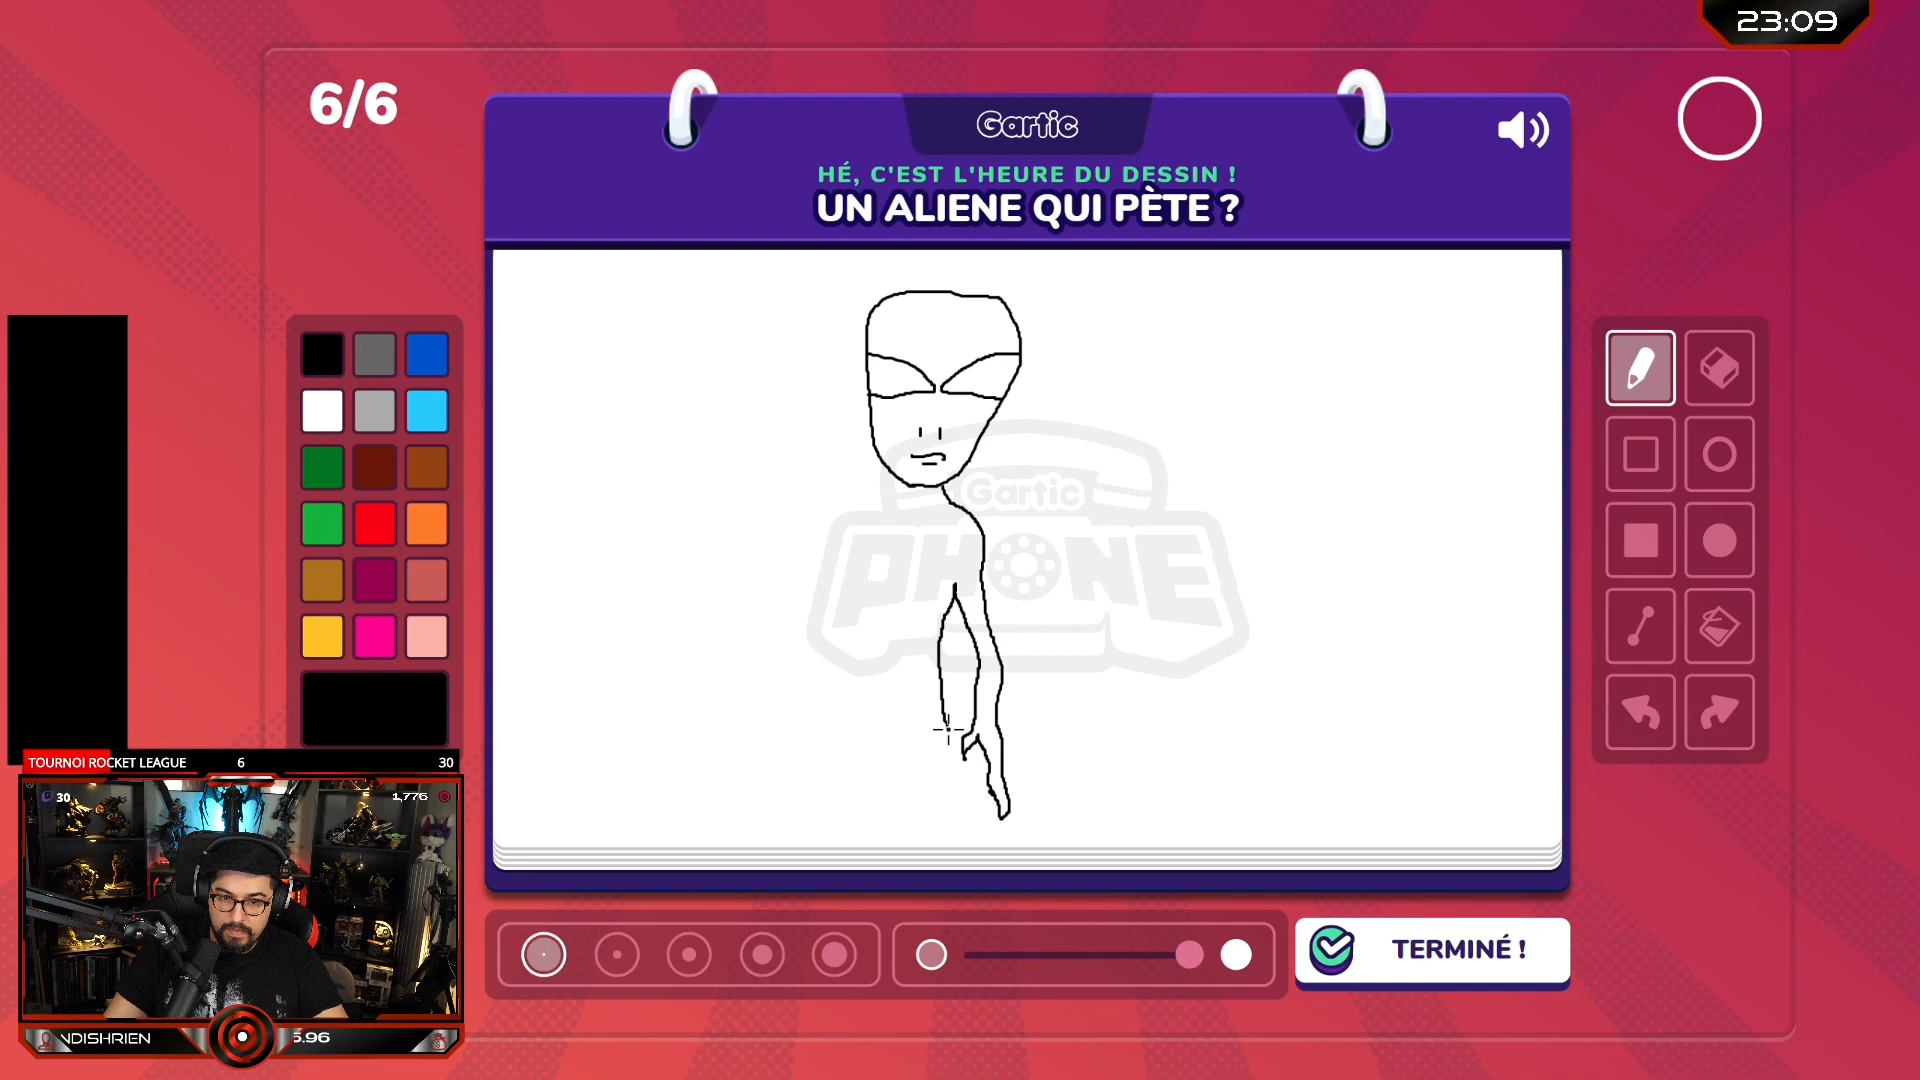 23:09
6/6
Gartic
HÉ, C'EST L'HEURE DU DESSIN !
UN ALIENE QUI PÈTE ?
Gartic
PHONE
TOURNOI ROCKET LEAGUE 6 30
30 1,776
NDISHRIEN 5.96
TERMINÉ !